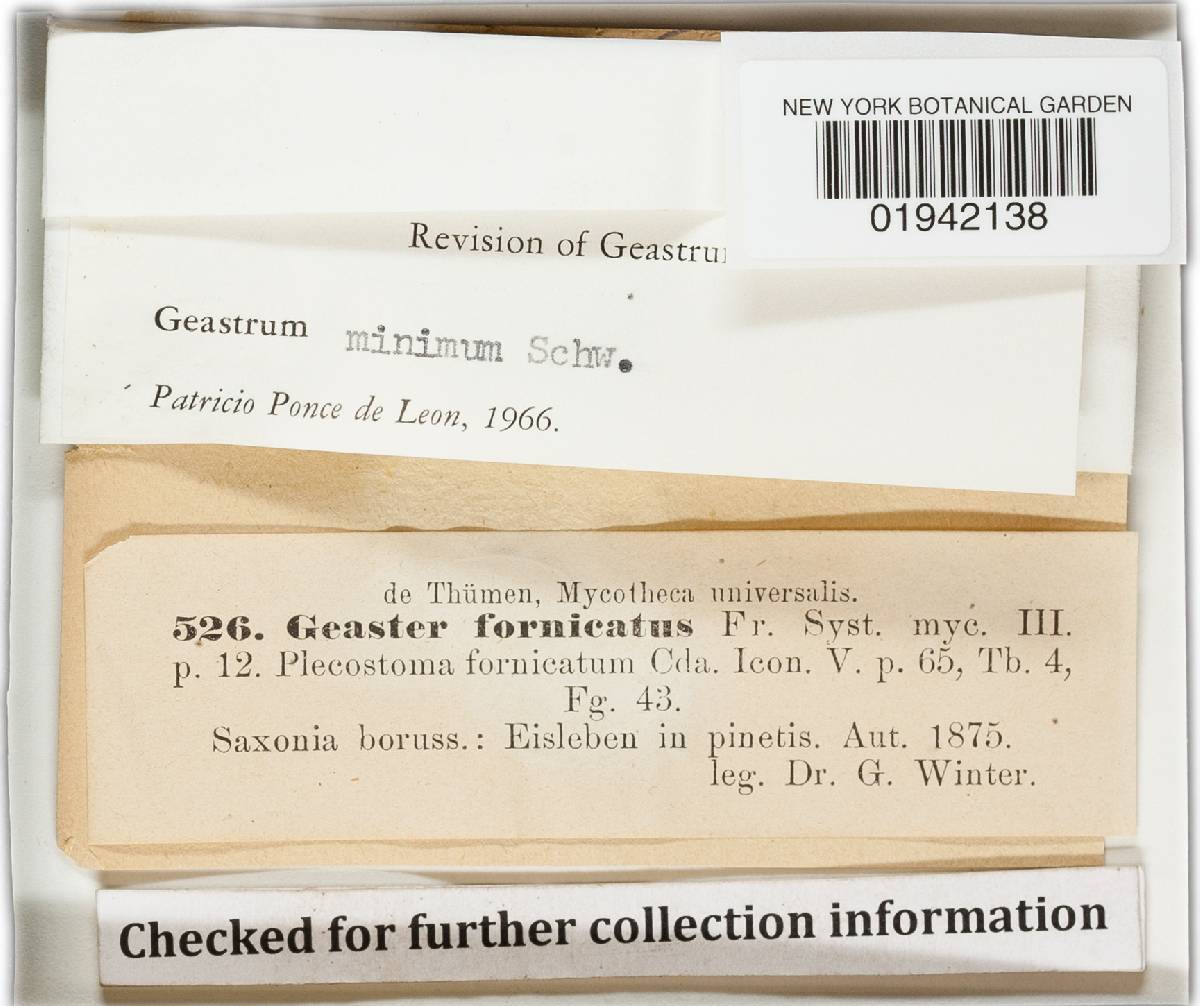 NEW YORK BOTANICAL GARDEN
01942138
Revision of Geastru
Geastrum minimum Schw.
Patricio Ponce de Leon, 1966.
de Thümen, Mycotheca universalis.
526. Geaster fornicatus Fr. Syst. myc. III.
p. 12. Plecostoma fornicatum Cda. Icon. V. p. 65, Tb. 4,
Fg. 43.
Saxonia boruss.: Eisleben in pinetis. Aut. 1875.
leg. Dr. G. Winter.
Checked for further collection information